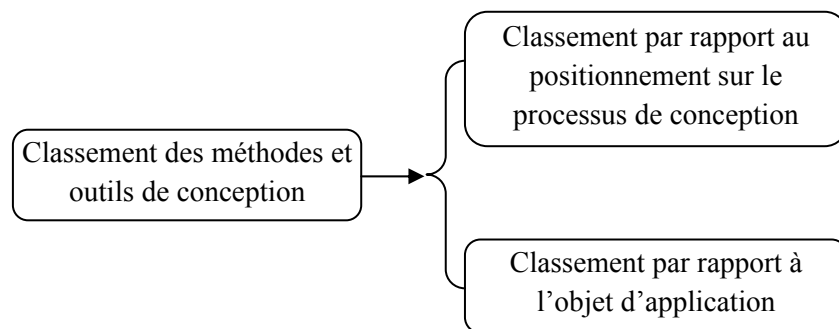 Classement par rapport au
positionnement sur le
processus de conception
Classement des méthodes et
outils de conception
Classement par rapport à
l’objet d’application